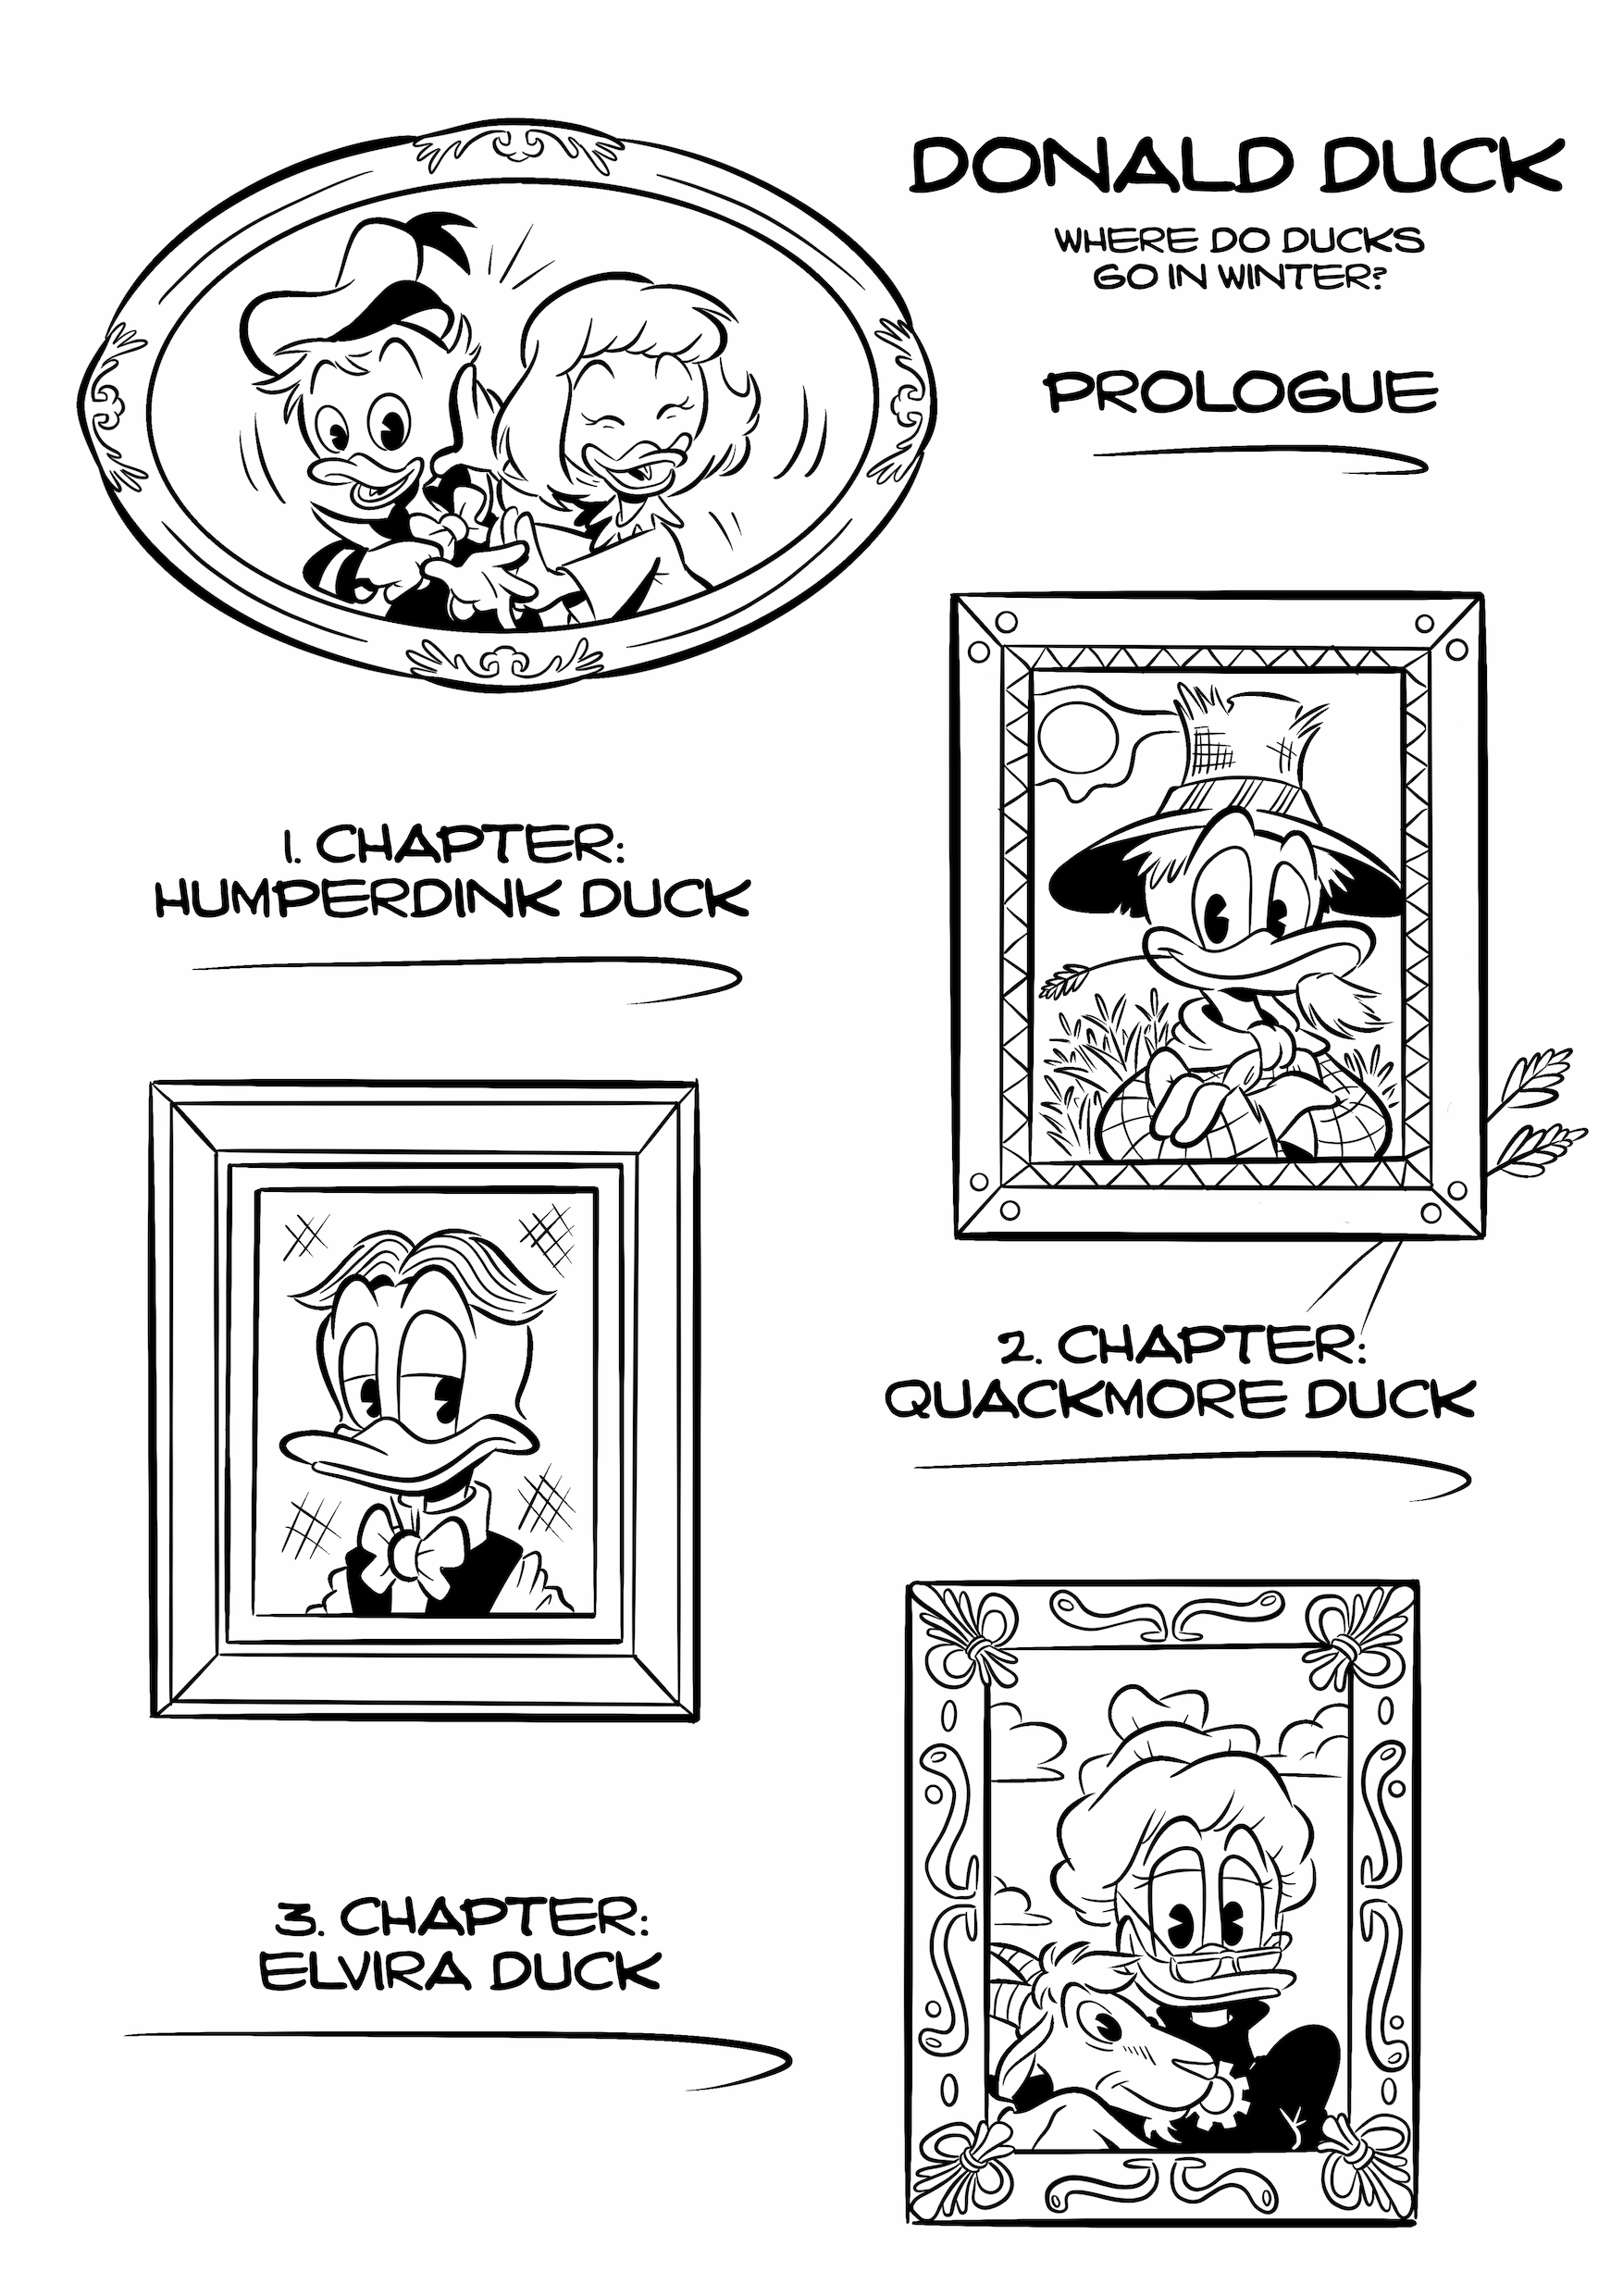 DONALD DUCK
WHERE DO DUCKS
GO IN WINTER?
PROLOGUE
1. CHAPTER:
HUMPERDINK DUCK
2. CHAPTER:
QUACKMORE DUCK
3. CHAPTER:
ELVIRA DUCK